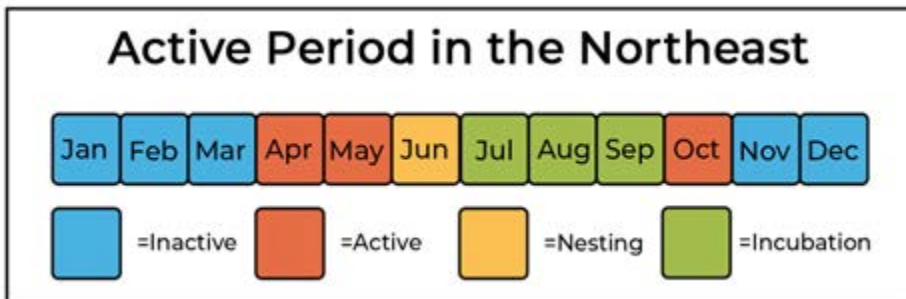 Active Period in the Northeast
Jan Feb Mar Apr May Jun Jul Aug Sep Oct Nov Dec
=Inactive =Active =Nesting =Incubation